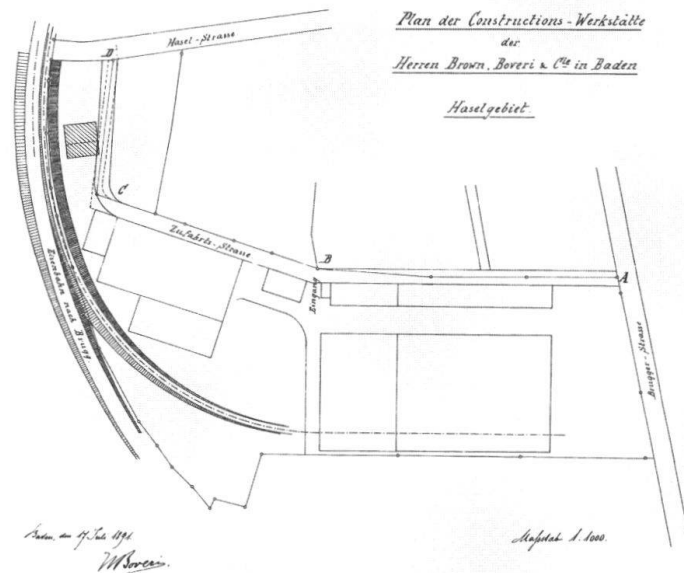 Plan der Constructions-Werkstätte
der
Herren Brown, Boveri & Cie in Baden
Haselgebiet.
Hasel-Strasse
D
C
Zufahrts-Strasse
B
Eingang
A
Brugger-Strasse
Eisenbahn nach Brugg.
Baden, den 17 Juli 1891.
Maßstab 1:1000.
W Boveri.